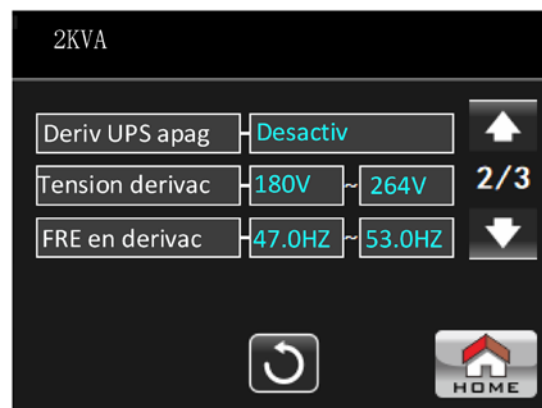 2KVA
Deriv UPS apag Desactiv
Tension derivac 180V ~ 264V
2/3
FRE en derivac 47.0HZ ~ 53.0HZ
HOME